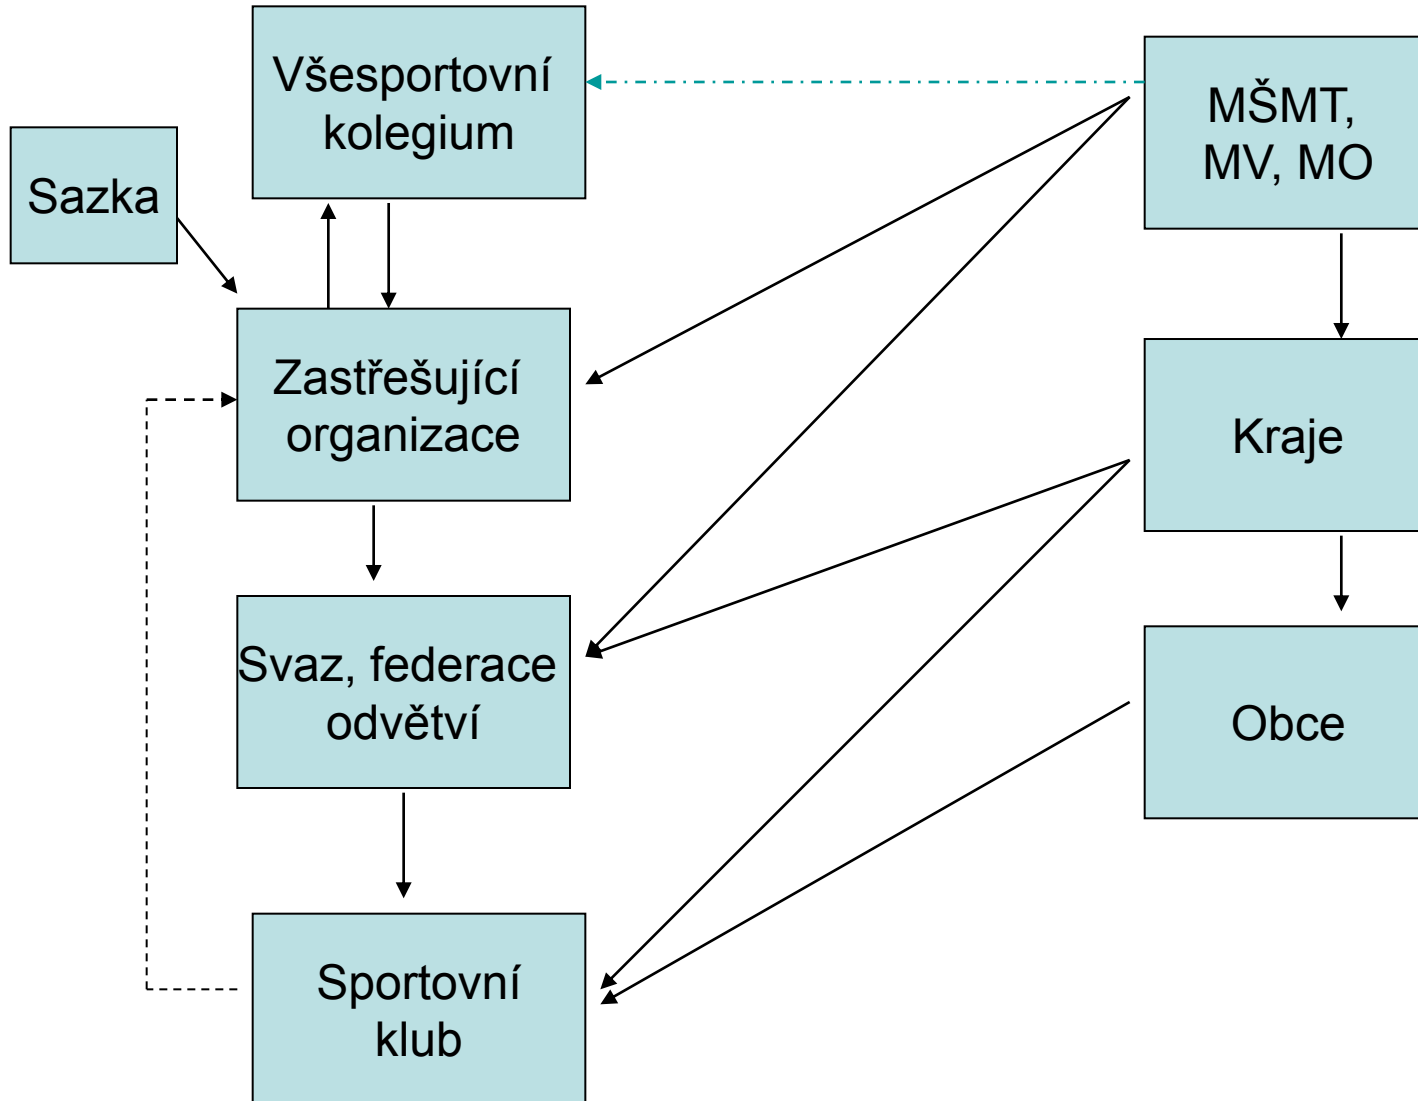 Všesportovní
kolegium
MŠMT,
MV, MO
Sazka
Zastřešující
organizace
Kraje
Svaz, federace
odvětví
Obce
Sportovní
klub